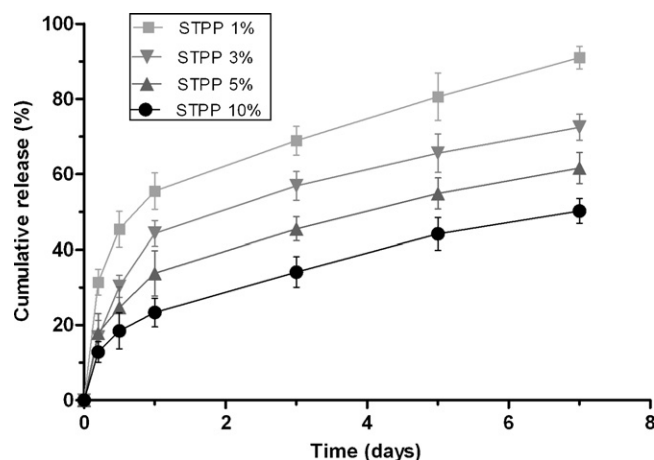 100
80
60
40
20
0
Cumulative release (%)
STPP 1%
STPP 3%
STPP 5%
STPP 10%
0 2 4 6 8
Time (days)